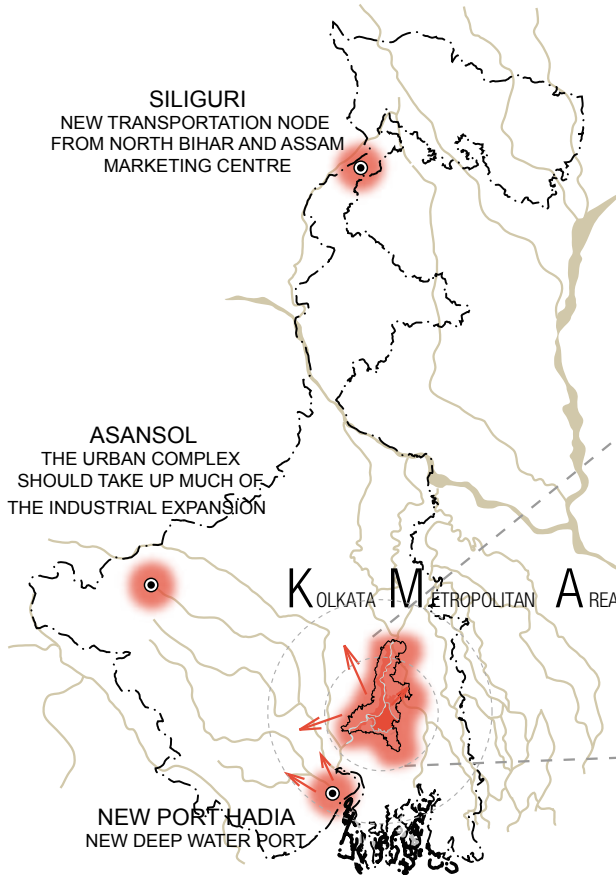 SILIGURI
NEW TRANSPORTATION NODE
FROM NORTH BIHAR AND ASSAM
MARKETING CENTRE
ASANSOL
THE URBAN COMPLEX
SHOULD TAKE UP MUCH OF
THE INDUSTRIAL EXPANSION
KOLKATA METROPOLITAN AREA
NEW PORT HADIA
NEW DEEP WATER PORT